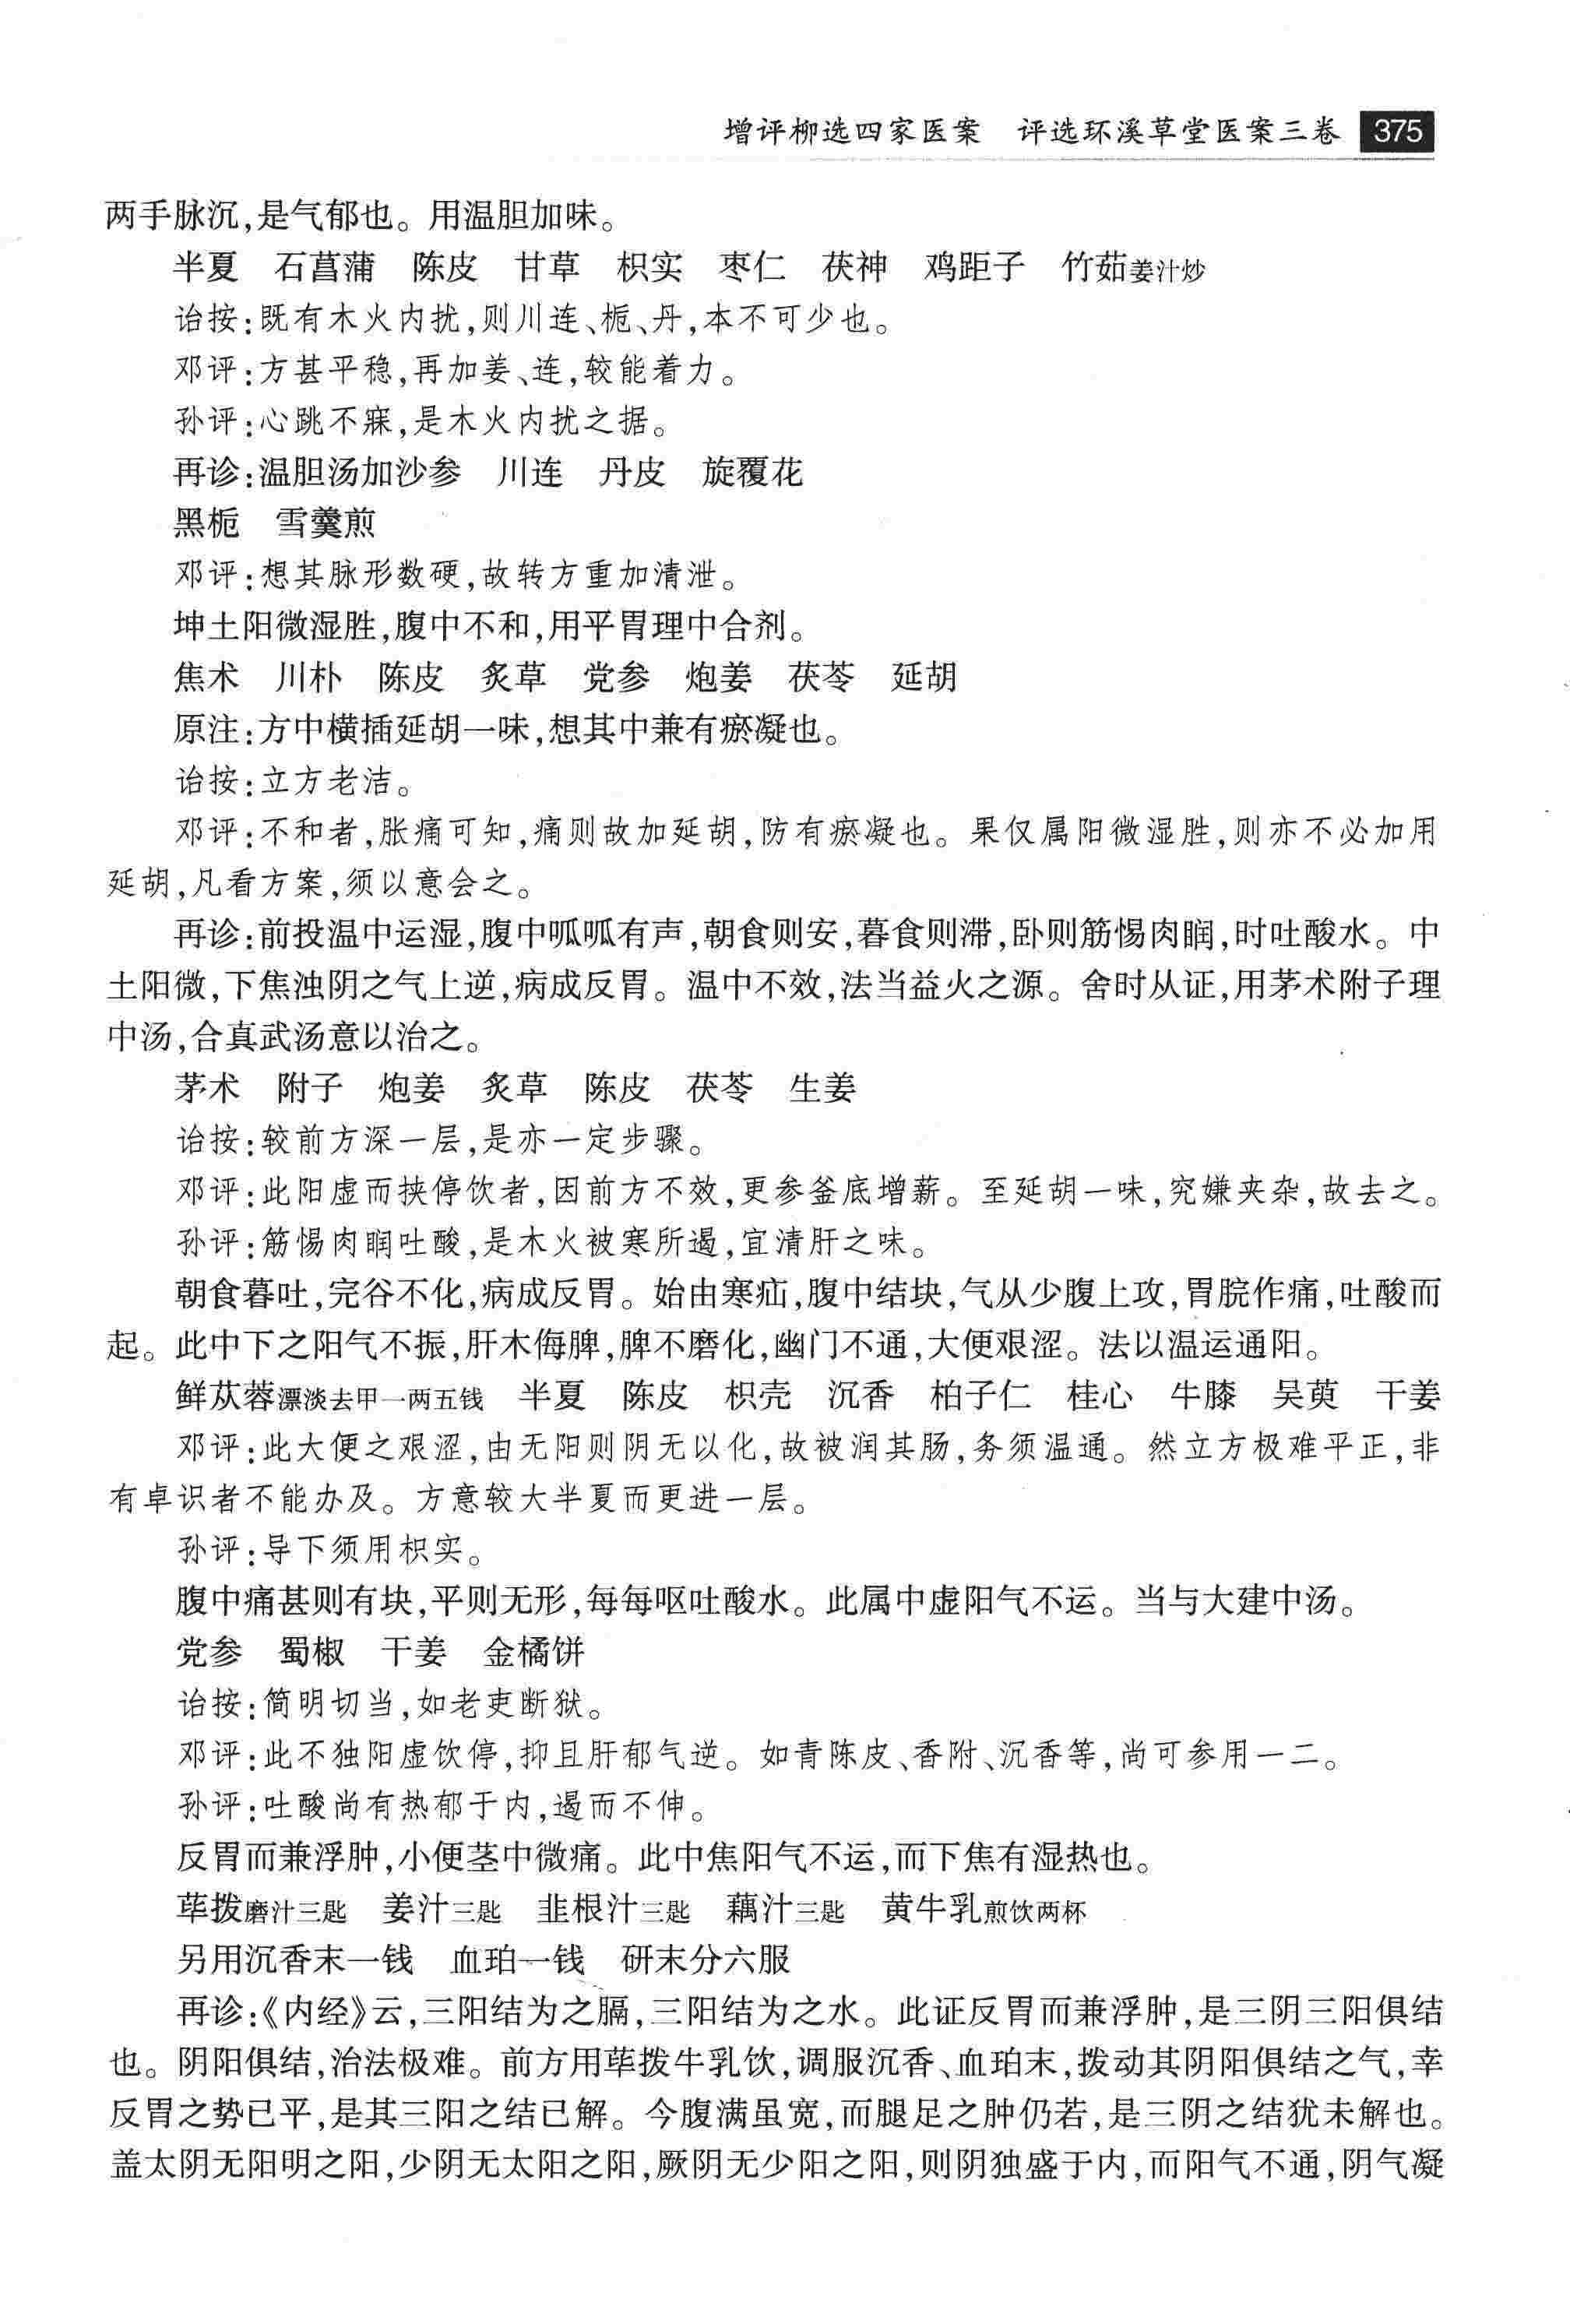 增评柳选四家医案　评选环溪草堂医案三卷　375
两手脉沉,是气郁也。用温胆加味。
半夏　石菖蒲　陈皮　甘草　枳实　枣仁　茯神　鸡距子　竹茹姜汁炒
诒按:既有木火内扰,则川连、栀、丹,本不可少也。
邓评:方甚平稳,再加姜、连,较能着力。
孙评:心跳不寐,是木火内扰之据。
再诊:温胆汤加沙参　川连　丹皮　旋覆花
黑栀　雪羹煎
邓评:想其脉形数硬,故转方重加清泄。
坤土阳微湿胜,腹中不和,用平胃理中合剂。
焦术　川朴　陈皮　炙草　党参　炮姜　茯苓　延胡
原注:方中横插延胡一味,想其中兼有瘀凝也。
诒按:立方老洁。
邓评:不和者,胀痛可知,痛则故加延胡,防有瘀凝也。果仅属阳微湿胜,则亦不必加用
延胡,凡看方案,须以意会之。
再诊:前投温中运湿,腹中呱呱有声,朝食则安,暮食则滞,卧则筋惕肉瞤,时吐酸水。中
土阳微,下焦浊阴之气上逆,病成反胃。温中不效,法当益火之源。舍时从证,用茅术附子理
中汤,合真武汤意以治之。
茅术　附子　炮姜　炙草　陈皮　茯苓　生姜
诒按:较前方深一层,是亦一定步骤。
邓评:此阳虚而挟停饮者,因前方不效,更参釜底增薪。至延胡一味,究嫌夹杂,故去之。
孙评:筋惕肉瞤吐酸,是木火被寒所遏,宜清肝之味。
朝食暮吐,完谷不化,病成反胃。始由寒疝,腹中结块,气从少腹上攻,胃脘作痛,吐酸而
起。此中下之阳气不振,肝木侮脾,脾不磨化,幽门不通,大便艰涩。法以温运通阳。
鲜苁蓉漂淡去甲一两五钱　半夏　陈皮　枳壳　沉香　柏子仁　桂心　牛膝　吴萸　干姜
邓评:此大便之艰涩,由无阳则阴无以化,故被润其肠,务须温通。然立方极难平正,非
有卓识者不能办及。方意较大半夏而更进一层。
孙评:导下须用枳实。
腹中痛甚则有块,平则无形,每每呕吐酸水。此属中虚阳气不运。当与大建中汤。
党参　蜀椒　干姜　金橘饼
诒按:简明切当,如老吏断狱。
邓评:此不独阳虚饮停,抑且肝郁气逆。如青陈皮、香附、沉香等,尚可参用一二。
孙评:吐酸尚有热郁于内,遏而不伸。
反胃而兼浮肿,小便茎中微痛。此中焦阳气不运,而下焦有湿热也。
荜拨磨汁三匙　姜汁三匙　韭根汁三匙　藕汁三匙　黄牛乳煎饮两杯
另用沉香末一钱　血珀一钱　研末分六服
再诊:《内经》云,三阳结为之膈,三阳结为之水。此证反胃而兼浮肿,是三阴三阳俱结
也。阴阳俱结,治法极难。前方用荜拨牛乳饮,调服沉香、血珀末,拨动其阴阳俱结之气,幸
反胃之势已平,是其三阳之结已解。今腹满虽宽,而腿足之肿仍若,是三阴之结犹未解也。
盖太阴无阳明之阳,少阴无太阳之阳,厥阴无少阳之阳,则阴独盛于内,而阳气不通,阴气凝